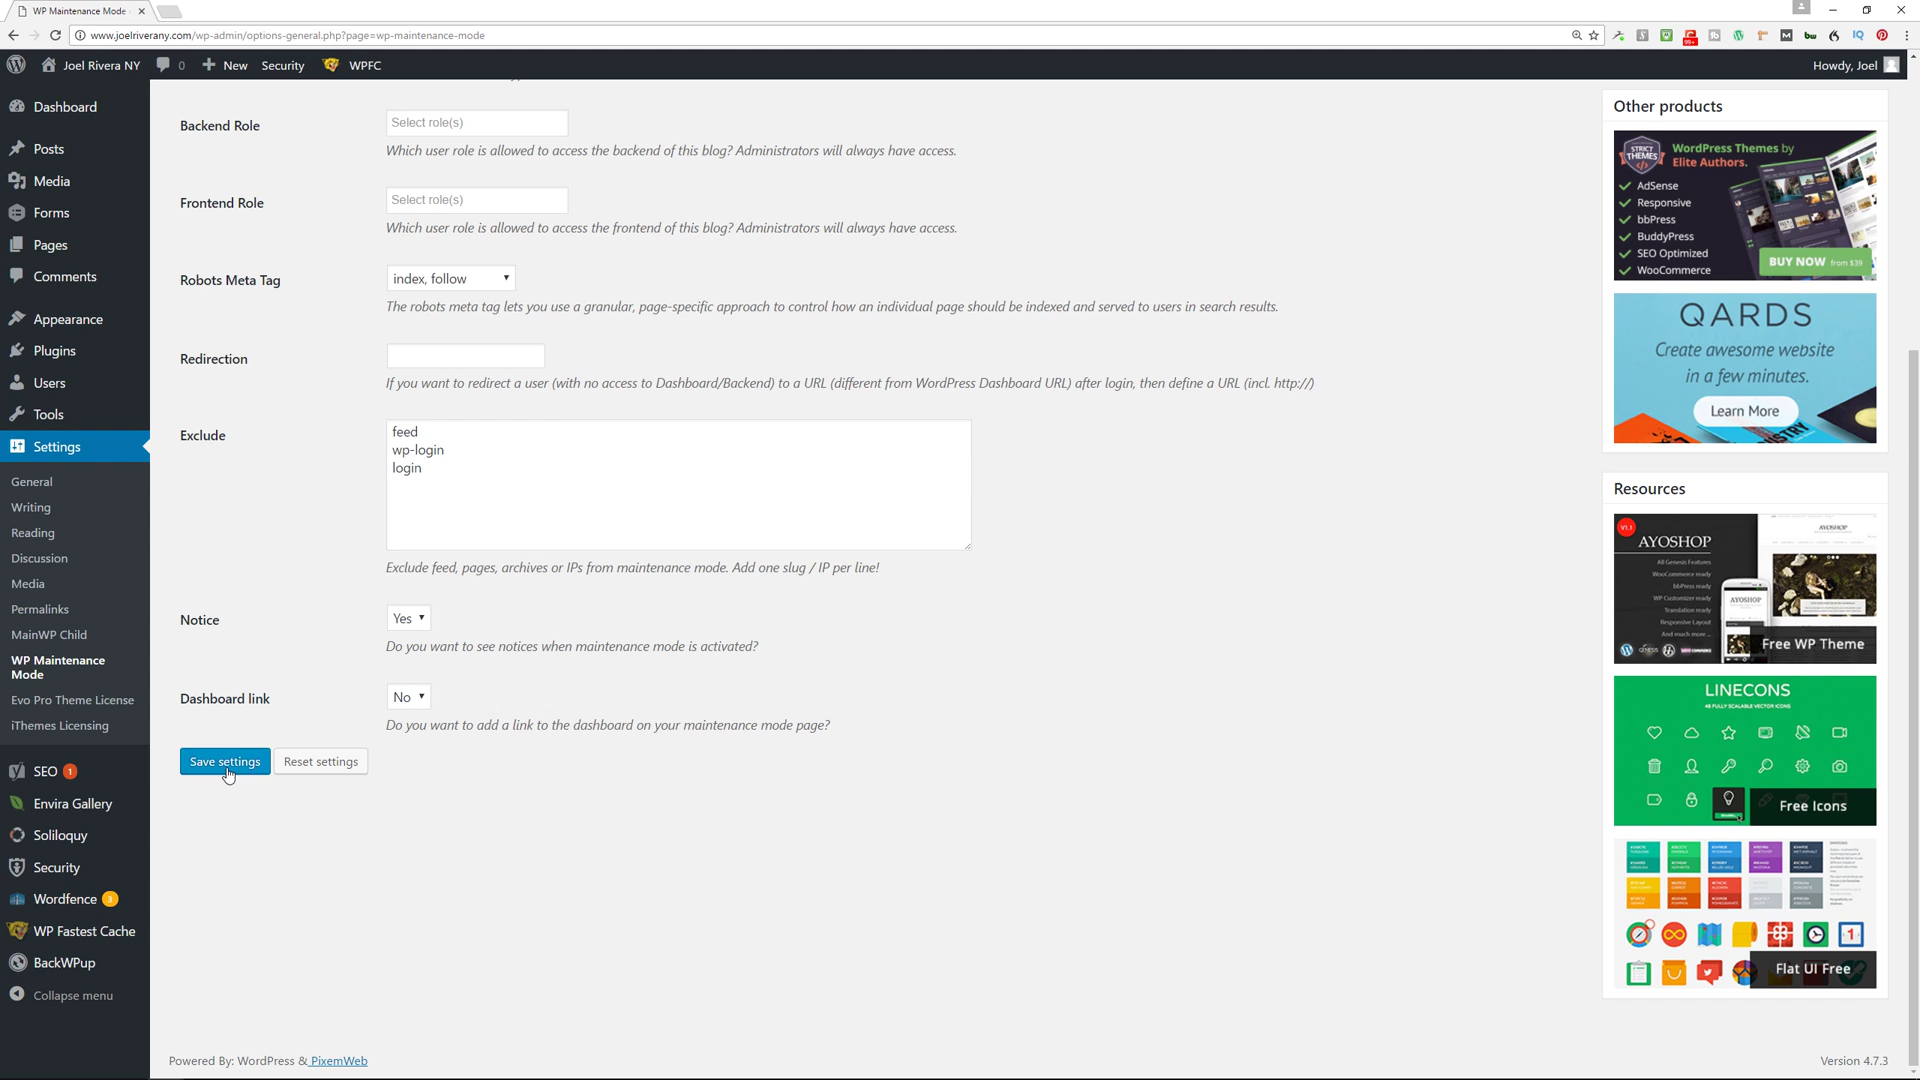 WP Maintenance Mode
www.joelriverany.com/wp-admin/options-general.php?page=wp-maintenance-mode
Joel Rivera NY
0
New
Security
WPFC
Howdy, Joel
Dashboard
Posts
Media
Forms
Pages
Comments
Appearance
Plugins
Users
Tools
Settings
General
Writing
Reading
Discussion
Media
Permalinks
MainWP Child
WP Maintenance
Mode
Evo Pro Theme License
iThemes Licensing
SEO 1
Envira Gallery
Soliloquy
Security
Wordfence 3
WP Fastest Cache
BackWPup
Collapse menu
Backend Role
Select role(s)
Which user role is allowed to access the backend of this blog? Administrators will always have access.
Frontend Role
Select role(s)
Which user role is allowed to access the frontend of this blog? Administrators will always have access.
Robots Meta Tag
index, follow
The robots meta tag lets you use a granular, page-specific approach to control how an individual page should be indexed and served to users in search results.
Redirection
If you want to redirect a user (with no access to Dashboard/Backend) to a URL (different from WordPress Dashboard URL) after login, then define a URL (incl. http://)
Exclude
feed
wp-login
login
Exclude feed, pages, archives or IPs from maintenance mode. Add one slug / IP per line!
Notice
Yes
Do you want to see notices when maintenance mode is activated?
Dashboard link
No
Do you want to add a link to the dashboard on your maintenance mode page?
Save settings
Reset settings
Other products
STRICT
THEMES
WordPress Themes by
Elite Authors.
AdSense
Responsive
bbPress
BuddyPress
SEO Optimized
WooCommerce
BUY NOW from $39
QARDS
Create awesome website
in a few minutes.
Learn More
Resources
V1.1
AYOSHOP
All Genesis Features
WooCommerce ready
bbPress ready
WP Customizer ready
Translation ready
Responsive Layout
And much more ...
AYOSHOP
AYOSHOP
Free WP Theme
LINECONS
48 FULLY SCALABLE VECTOR ICONS
Free Icons
1
Flat UI Free
Powered By: WordPress & PixemWeb
Version 4.7.3